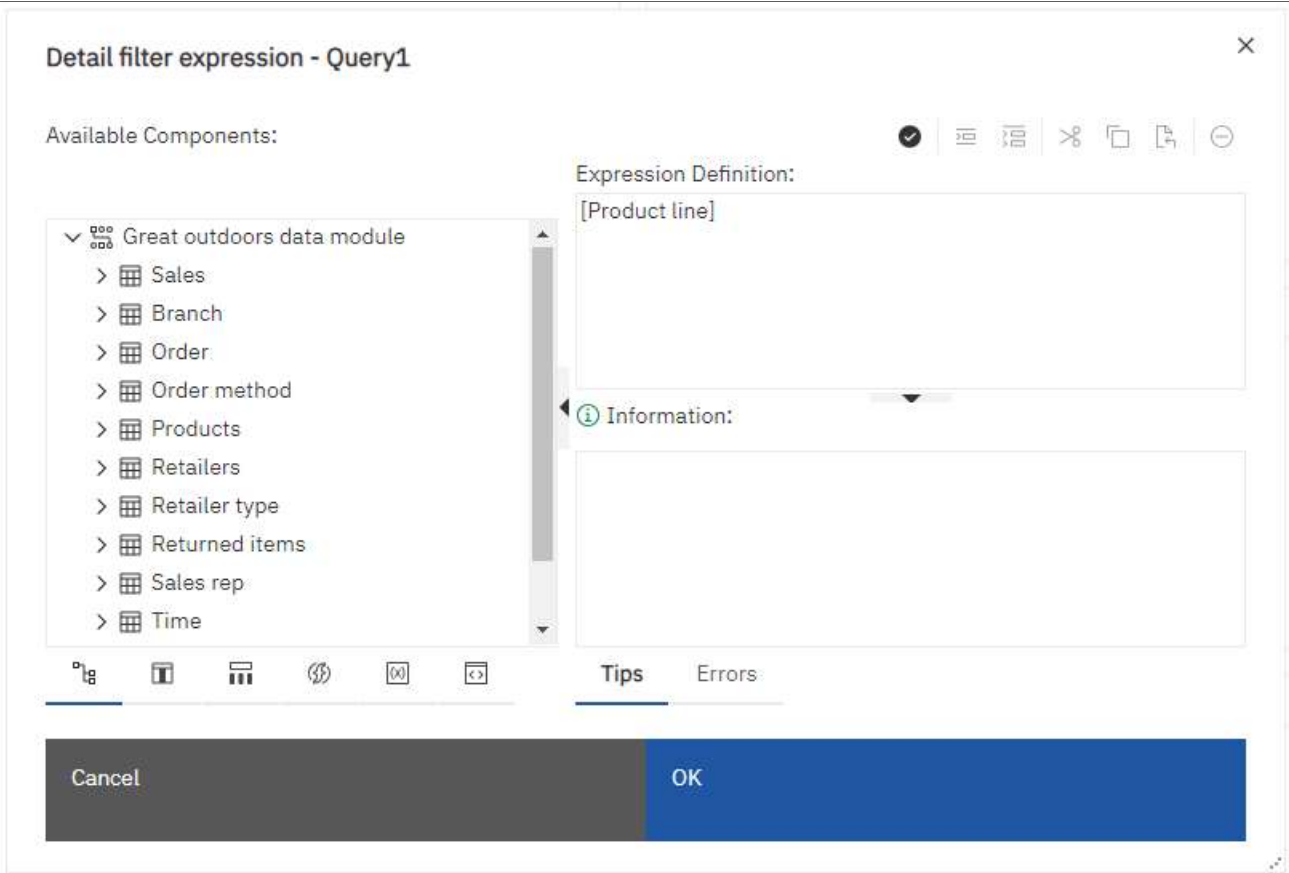 Detail filter expression - Query1
Available Components:
Expression Definition:
[Product line]
Great outdoors data module
Sales
Branch
Order
Order method
Products
Retailers
Retailer type
Returned items
Sales rep
Time
Information:
Tips Errors
Cancel OK